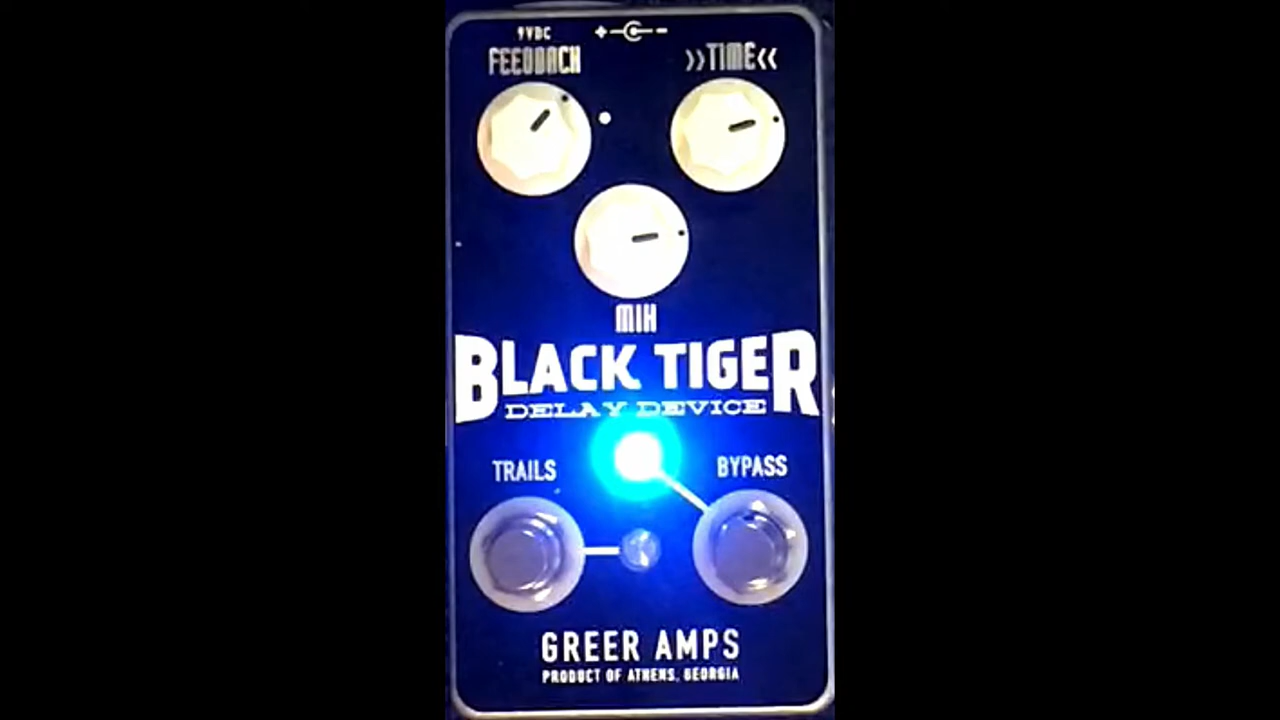 9VDC + -
FEEDBACK
>>TIME<<
MIX
BLACK TIGER
DELAY DEVICE
TRAILS
BYPASS
GREER AMPS
PRODUCT OF ATHENS, GEORGIA